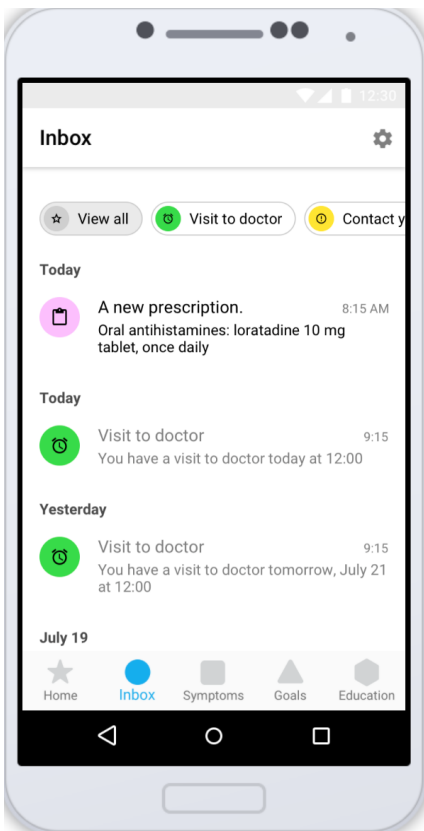 12:30
Inbox
View all
Visit to doctor
Contact y
Today
A new prescription.
8:15 AM
Oral antihistamines: loratadine 10 mg
tablet, once daily
Today
Visit to doctor
9:15
You have a visit to doctor today at 12:00
Yesterday
Visit to doctor
9:15
You have a visit to doctor tomorrow, July 21
at 12:00
July 19
Home
Inbox
Symptoms
Goals
Education